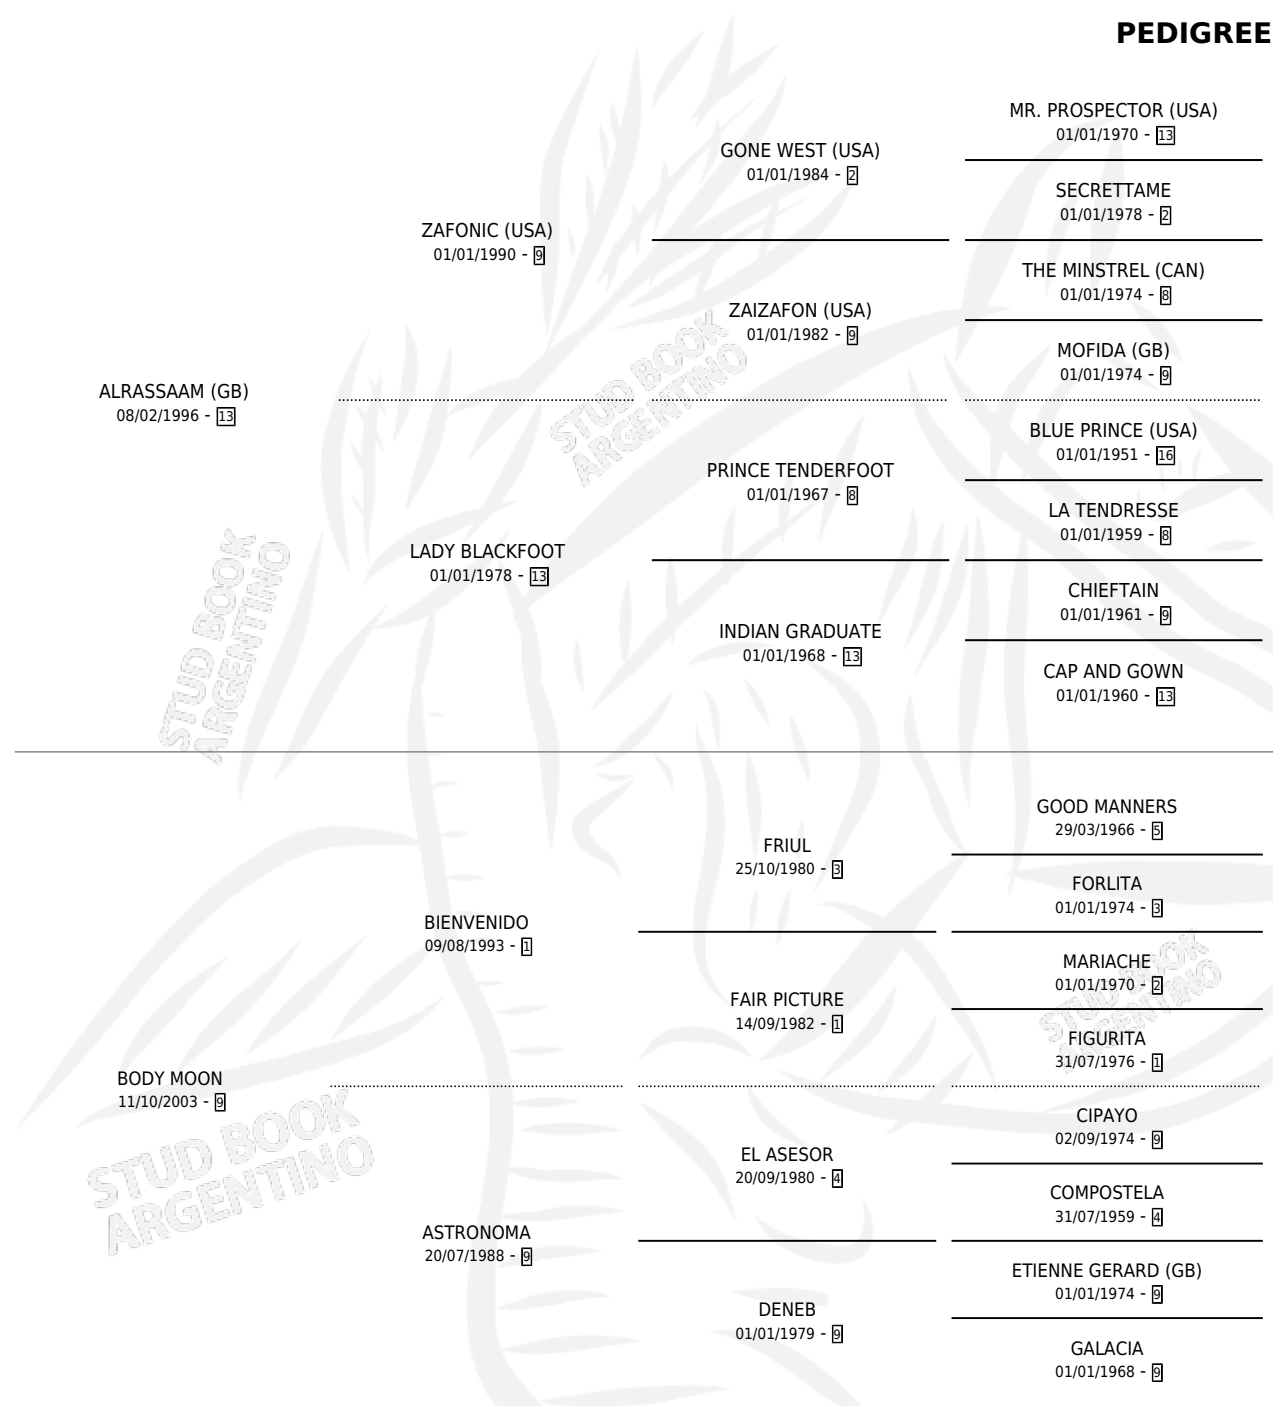 PEDIGREE
MR. PROSPECTOR (USA)
01/01/1970 - 13
GONE WEST (USA)
01/01/1984 - 2
SECRETTAME
01/01/1978 - 2
ZAFONIC (USA)
01/01/1990 - 9
THE MINSTREL (CAN)
01/01/1974 - 8
ZAIZAFON (USA)
01/01/1982 - 9
MOFIDA (GB)
01/01/1974 - 9
ALRASSAAM (GB)
08/02/1996 - 13
BLUE PRINCE (USA)
01/01/1951 - 16
PRINCE TENDERFOOT
01/01/1967 - 8
LA TENDRESSE
01/01/1959 - 8
LADY BLACKFOOT
01/01/1978 - 13
CHIEFTAIN
01/01/1961 - 9
INDIAN GRADUATE
01/01/1968 - 13
CAP AND GOWN
01/01/1960 - 13
GOOD MANNERS
29/03/1966 - 5
FRIUL
25/10/1980 - 3
FORLITA
01/01/1974 - 3
BIENVENIDO
09/08/1993 - 1
MARIACHE
01/01/1970 - 2
FAIR PICTURE
14/09/1982 - 1
FIGURITA
31/07/1976 - 1
BODY MOON
11/10/2003 - 9
CIPAYO
02/09/1974 - 9
EL ASESOR
20/09/1980 - 4
COMPOSTELA
31/07/1959 - 4
ASTRONOMA
20/07/1988 - 9
ETIENNE GERARD (GB)
01/01/1974 - 9
DENEB
01/01/1979 - 9
GALACIA
01/01/1968 - 9
STUD BOOK
ARGENTINO
STUD BOOK
ARGENTINO
STUD BOOK
ARGENTINO
STUD BOOK
ARGENTINO